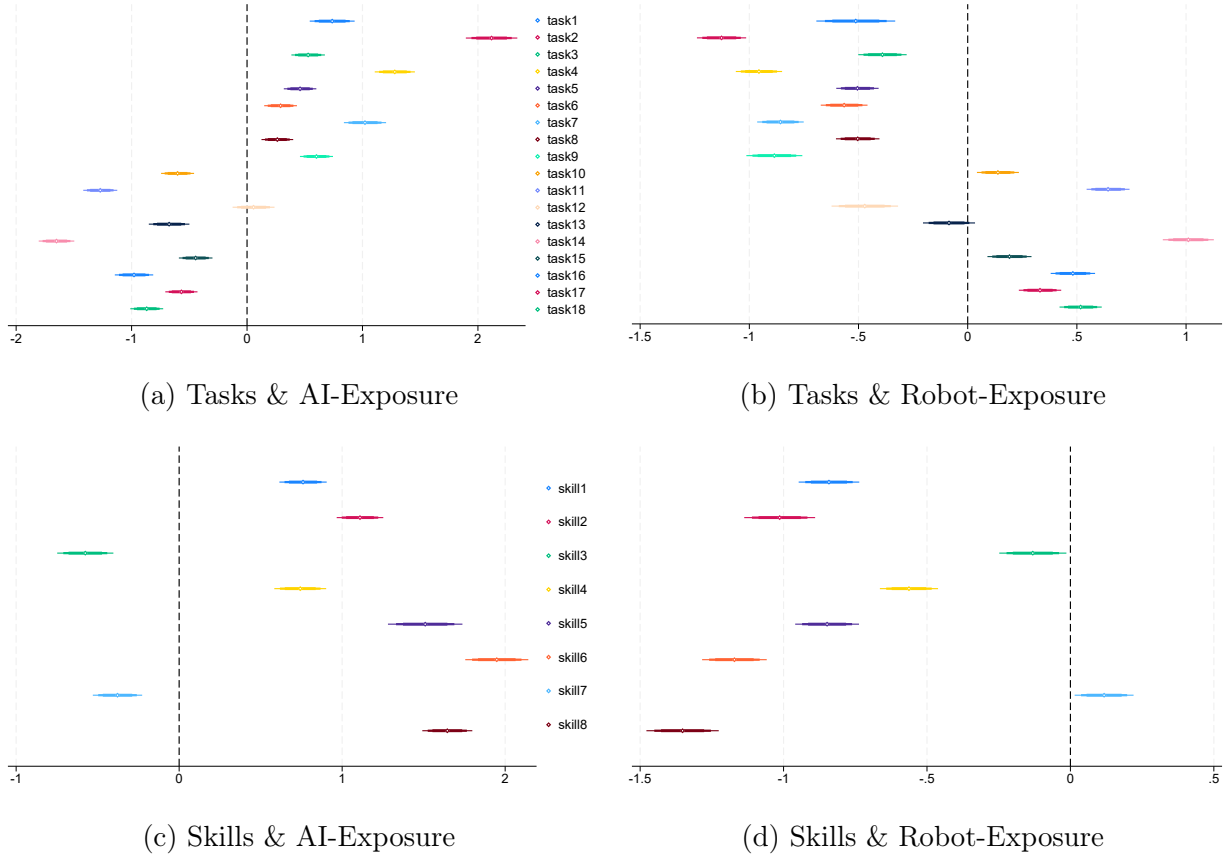 task1
task2
task3
task4
task5
task6
task7
task8
task9
task10
task11
task12
task13
task14
task15
task16
task17
task18
-2 -1 0 1 2
-1.5 -1 -.5 0 .5 1
(a) Tasks & AI-Exposure
(b) Tasks & Robot-Exposure
skill1
skill2
skill3
skill4
skill5
skill6
skill7
skill8
-1 0 1 2
-1.5 -1 -.5 0 .5
(c) Skills & AI-Exposure
(d) Skills & Robot-Exposure